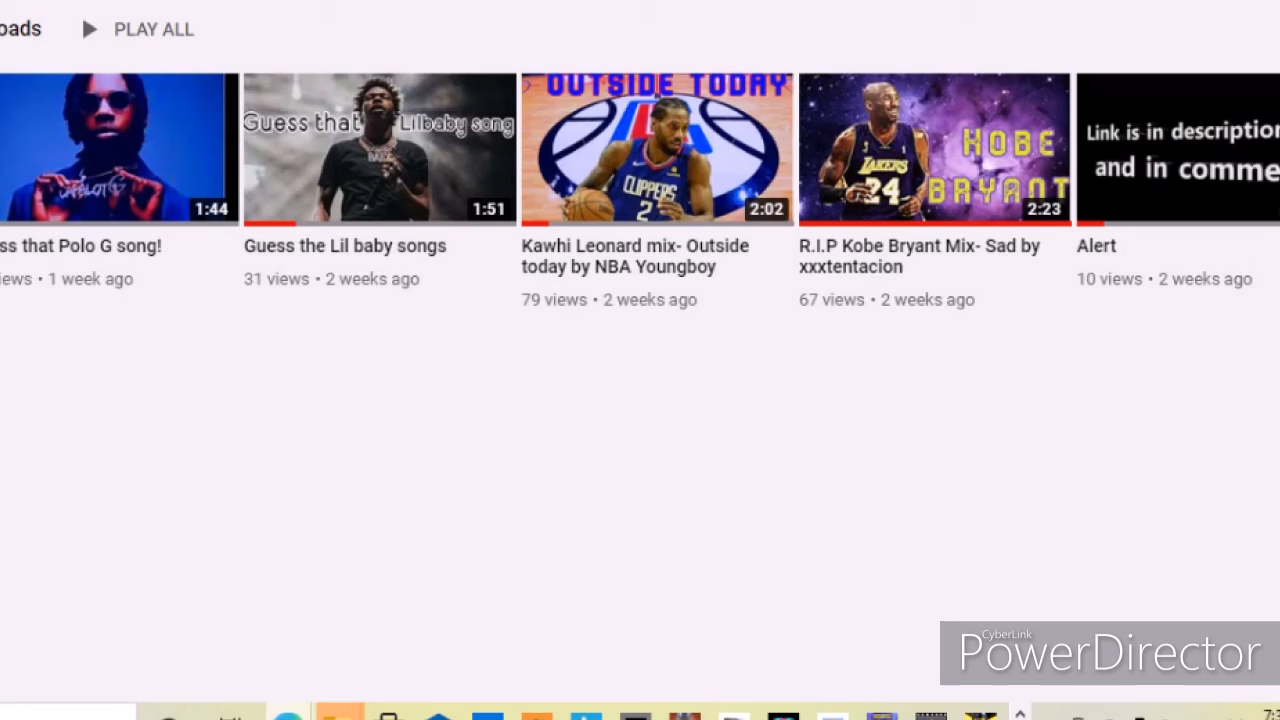 oads
PLAY ALL
Guess that Lilbaby song
OUTSIDE TODAY
CLIPPERS
2
LAKERS
24
KOBE
BRYANT
Link is in description
and in comme
1:44
1:51
2:02
2:23
ss that Polo G song!
Guess the Lil baby songs
Kawhi Leonard mix- Outside
today by NBA Youngboy
R.I.P Kobe Bryant Mix- Sad by
xxxtentacion
Alert
iews • 1 week ago
31 views • 2 weeks ago
79 views • 2 weeks ago
67 views • 2 weeks ago
10 views • 2 weeks ago
CyberLink
PowerDirector